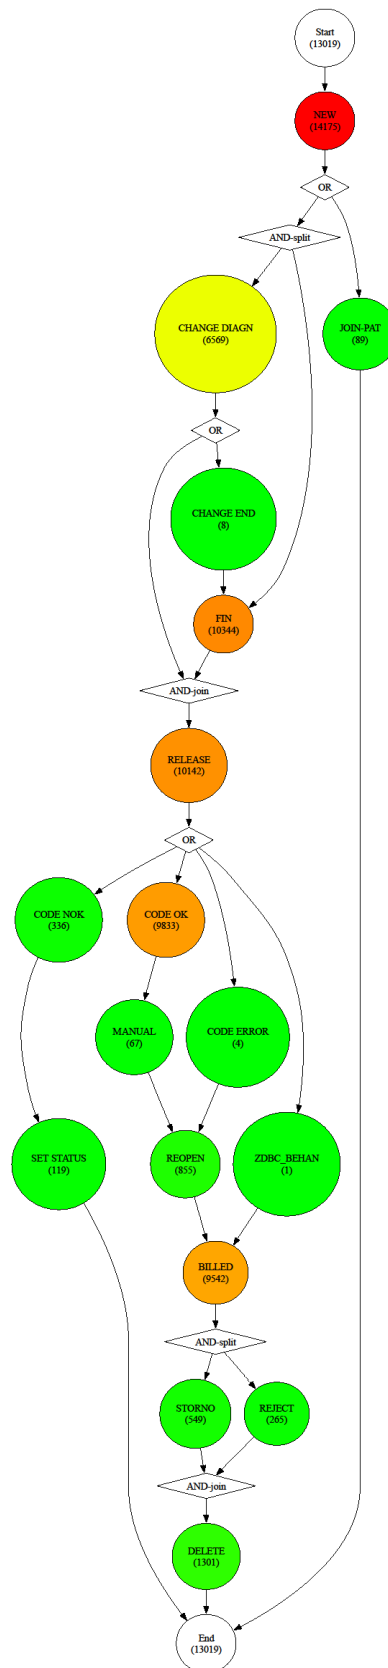 Start
(13019)
NEW
(14175)
OR
AND-split
CHANGE DIAGN
(6569)
JOIN-PAT
(89)
OR
CHANGE END
(8)
FIN
(10344)
AND-join
RELEASE
(10142)
OR
CODE NOK
(336)
CODE OK
(9833)
MANUAL
(67)
CODE ERROR
(4)
SET STATUS
(119)
REOPEN
(855)
ZDBC_BEHAN
(1)
BILLED
(9542)
AND-split
STORNO
(549)
REJECT
(265)
AND-join
DELETE
(1301)
End
(13019)